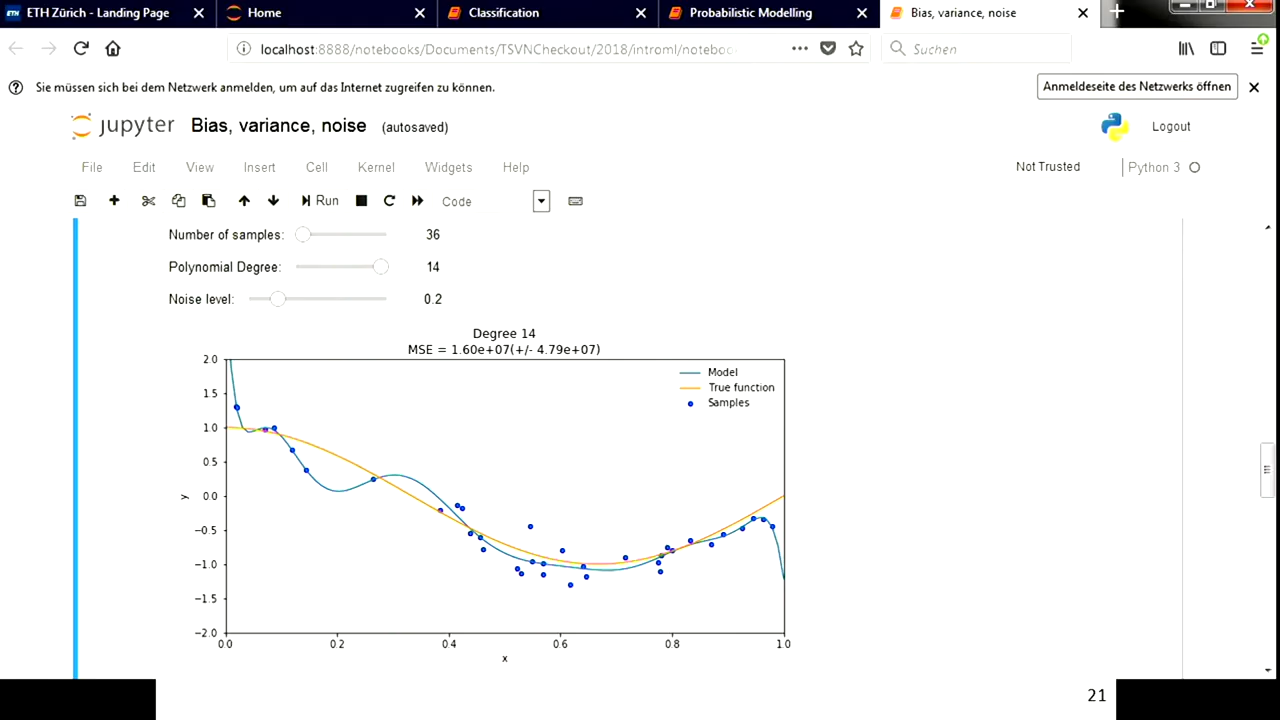 ETH Zürich - Landing Page
Home
Classification
Probabilistic Modelling
Bias, variance, noise
localhost:8888/notebooks/Documents/TSVNCheckout/2018/introml/noteboo
Suchen
Sie müssen sich bei dem Netzwerk anmelden, um auf das Internet zugreifen zu können.
Anmeldeseite des Netzwerks öffnen
jupyter Bias, variance, noise (autosaved)
Logout
File Edit View Insert Cell Kernel Widgets Help
Not Trusted
Python 3
Run
Code
Number of samples: 36
Polynomial Degree: 14
Noise level: 0.2
Degree 14
MSE = 1.60e+07(+/- 4.79e+07)
Model
True function
Samples
2.0
1.5
1.0
0.5
0.0
−0.5
−1.0
−1.5
−2.0
y
0.0 0.2 0.4 0.6 0.8 1.0
x
21